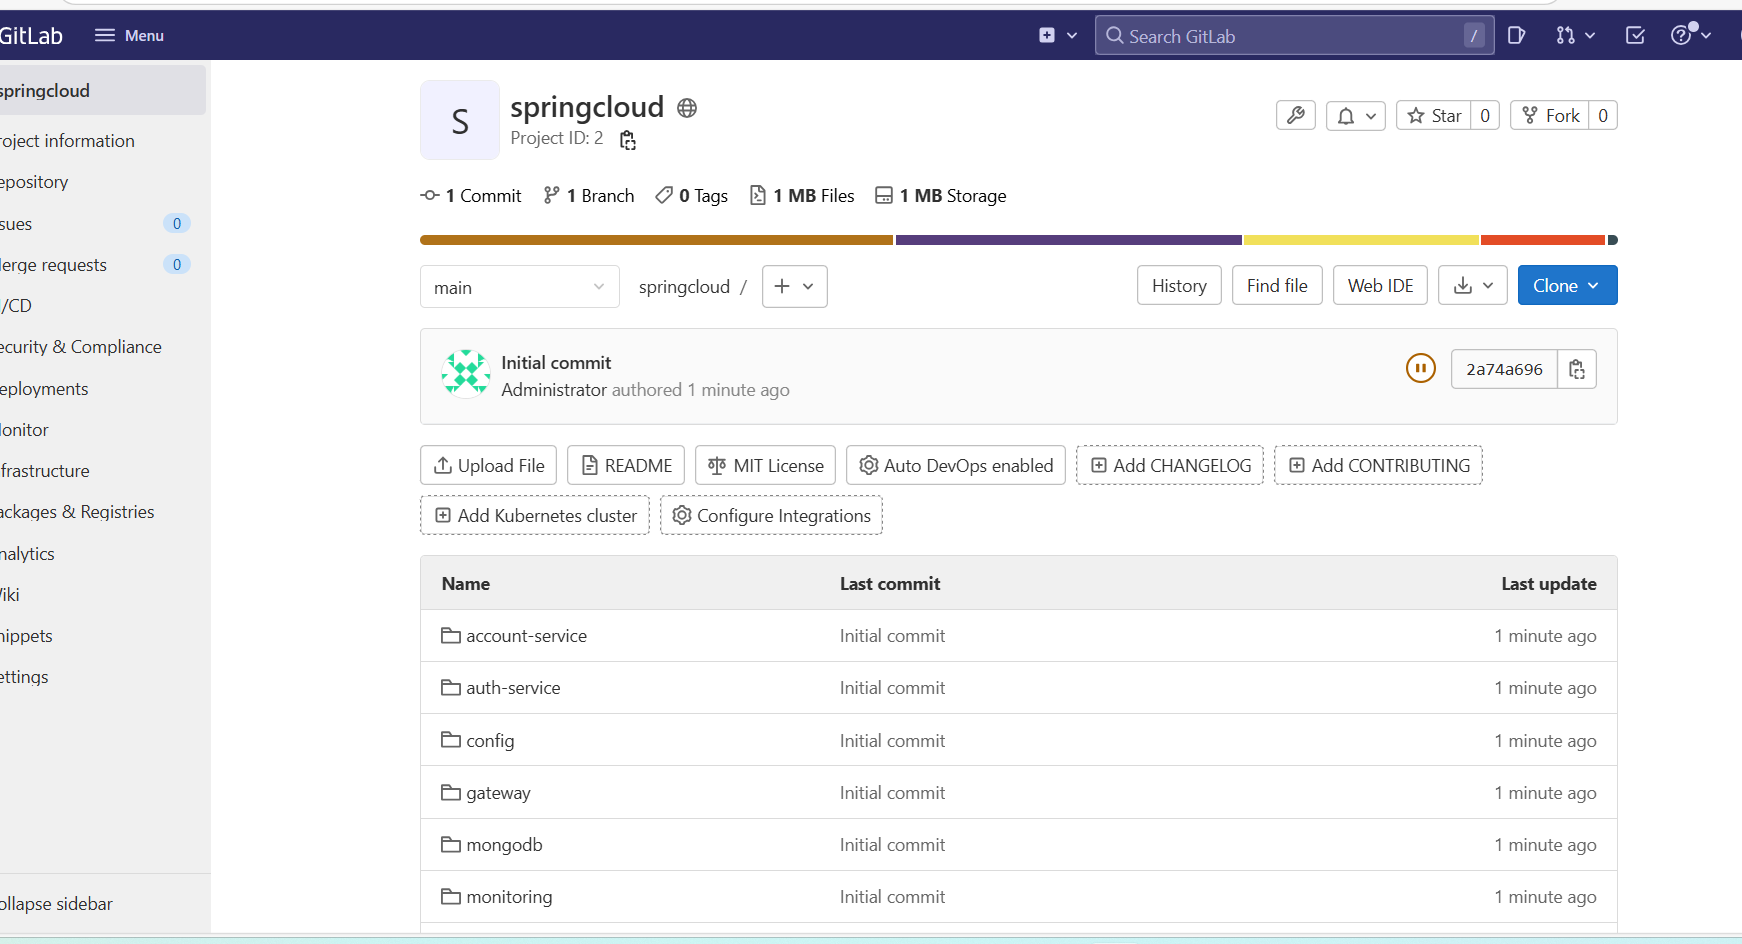 GitLab Menu Search GitLab /
springcloud
roject information
epository
sues 0
erge requests 0
/CD
ecurity & Compliance
eployments
onitor
frastructure
ackages & Registries
nalytics
iki
nippets
ettings
ollapse sidebar
S
springcloud
Project ID: 2
Star 0 Fork 0
1 Commit 1 Branch 0 Tags 1 MB Files 1 MB Storage
main springcloud / + History Find file Web IDE Clone
Initial commit
Administrator authored 1 minute ago
2a74a696
Upload File README MIT License Auto DevOps enabled Add CHANGELOG Add CONTRIBUTING
Add Kubernetes cluster Configure Integrations
Name Last commit Last update
account-service Initial commit 1 minute ago
auth-service Initial commit 1 minute ago
config Initial commit 1 minute ago
gateway Initial commit 1 minute ago
mongodb Initial commit 1 minute ago
monitoring Initial commit 1 minute ago